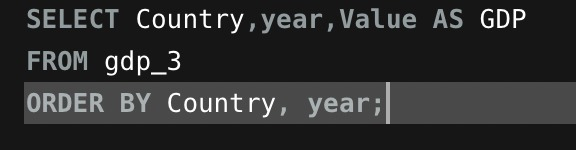 SELECT Country,year,Value AS GDP
FROM gdp_3
ORDER BY Country, year;